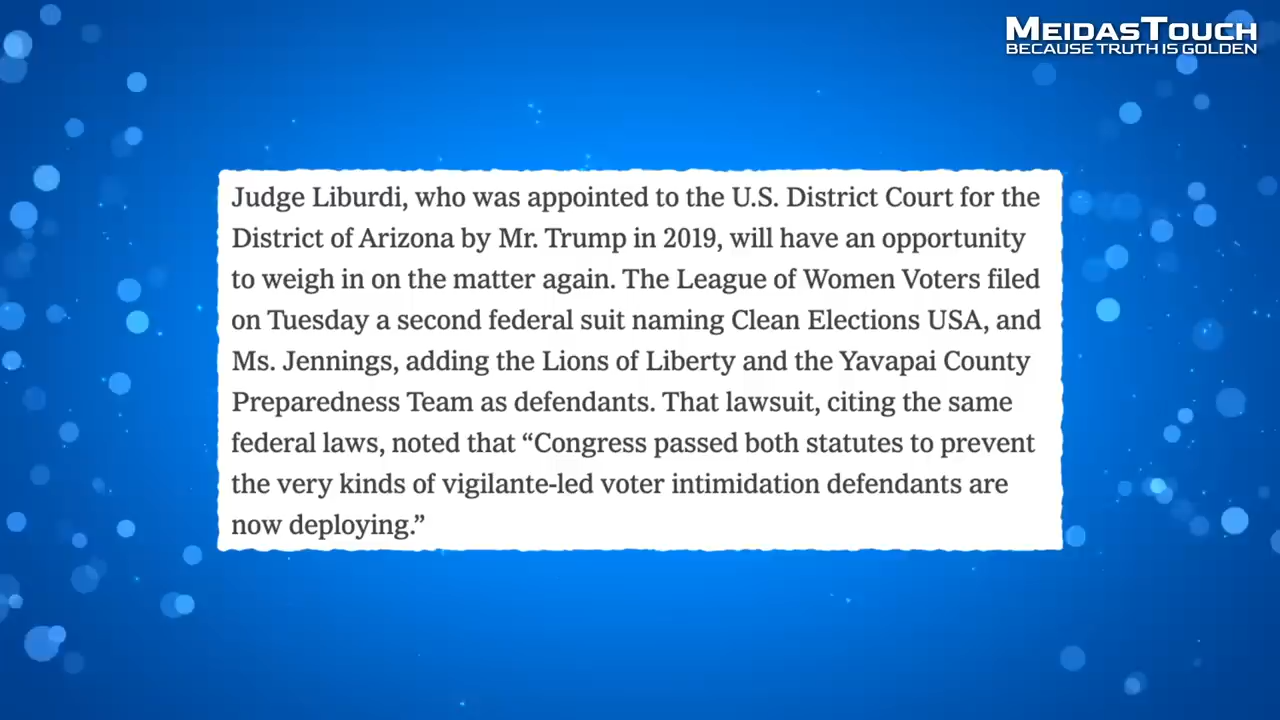 MEIDASTOUCH
BECAUSE TRUTH IS GOLDEN
Judge Liburdi, who was appointed to the U.S. District Court for the
District of Arizona by Mr. Trump in 2019, will have an opportunity
to weigh in on the matter again. The League of Women Voters filed
on Tuesday a second federal suit naming Clean Elections USA, and
Ms. Jennings, adding the Lions of Liberty and the Yavapai County
Preparedness Team as defendants. That lawsuit, citing the same
federal laws, noted that “Congress passed both statutes to prevent
the very kinds of vigilante-led voter intimidation defendants are
now deploying.”